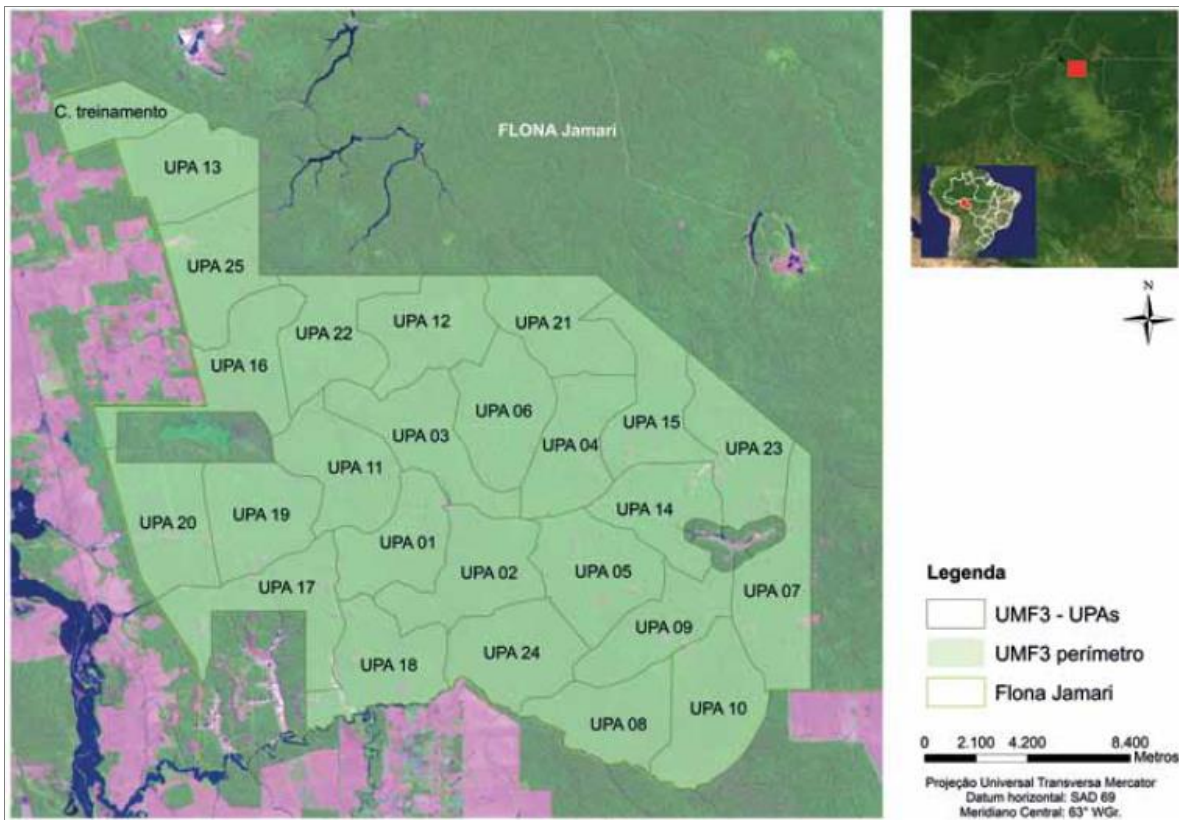 C. treinamento
FLONA Jamari
UPA 13
UPA 25
UPA 22
UPA 12
UPA 21
UPA 16
UPA 06
UPA 03
UPA 04
UPA 15
UPA 23
UPA 11
UPA 20
UPA 19
UPA 14
UPA 01
UPA 02
UPA 05
UPA 17
UPA 07
UPA 09
UPA 18
UPA 24
UPA 08
UPA 10
N
Legenda
UMF3 - UPAs
UMF3 perímetro
Flona Jamari
0 2.100 4.200 8.400
Metros
Projeção Universal Transversa Mercator
Datum horizontal: SAD 69
Meridiano Central: 63° WGr.